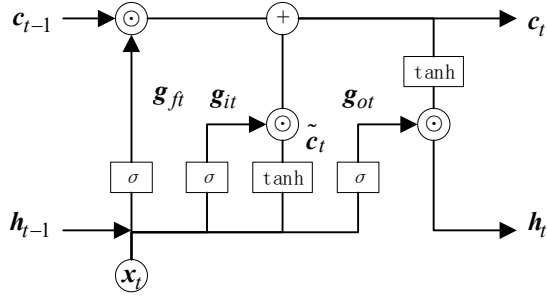 c_{t−1} ⊙ + c_t
tanh
g_{ft} g_{it} ⊙ c̃_t g_{ot} ⊙
σ σ tanh σ
h_{t−1} h_t
x_t